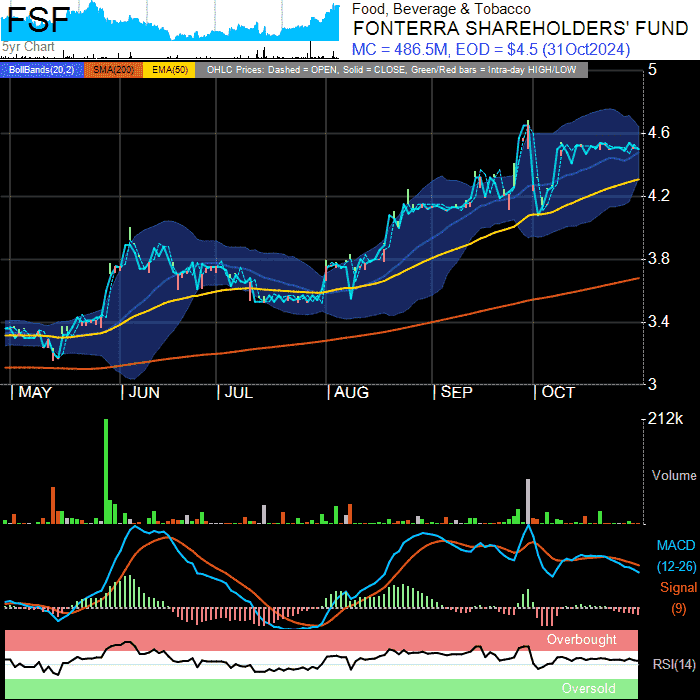 FSF
5yr Chart
Food, Beverage & Tobacco
FONTERRA SHAREHOLDERS' FUND
MC = 486.5M, EOD = $4.5 (31Oct2024)
BollBands(20,2) SMA(200) EMA(50) OHLC Prices: Dashed = OPEN, Solid = CLOSE, Green/Red bars = Intra-day HIGH/LOW
5
4.6
4.2
3.8
3.4
3
MAY JUN JUL AUG SEP OCT
212k
Volume
MACD
(12-26)
Signal
(9)
Overbought
RSI(14)
Oversold